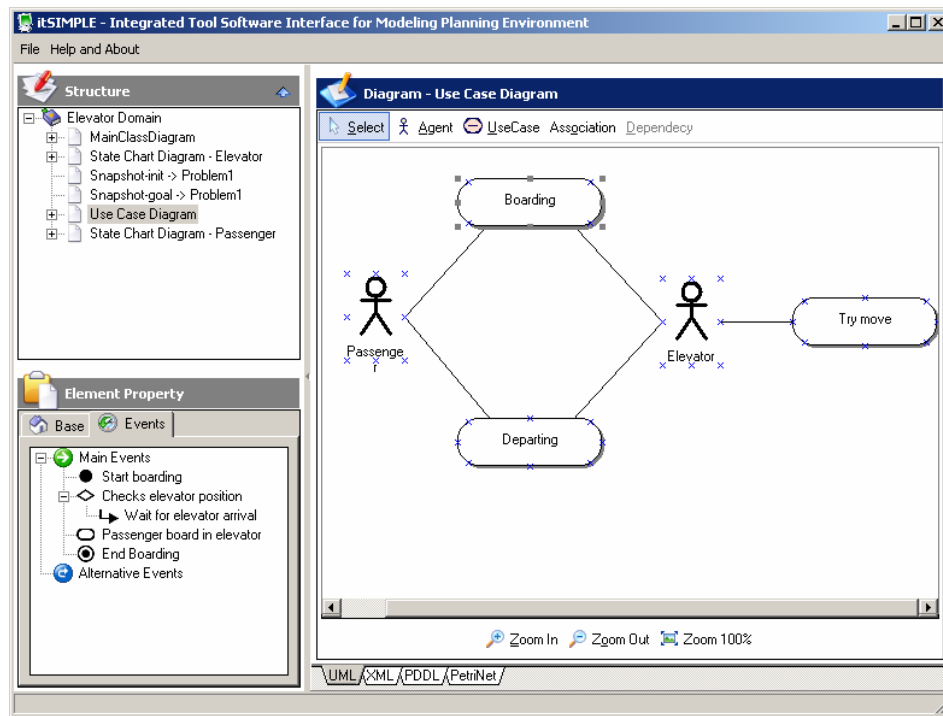 itSIMPLE - Integrated Tool Software Interface for Modeling Planning Environment
File Help and About
Structure
Elevator Domain
MainClassDiagram
State Chart Diagram - Elevator
Snapshot-init -> Problem1
Snapshot-goal -> Problem1
Use Case Diagram
State Chart Diagram - Passenger
Element Property
Base Events
Main Events
Start boarding
Checks elevator position
Wait for elevator arrival
Passenger board in elevator
End Boarding
Alternative Events
Diagram - Use Case Diagram
Select Agent UseCase Association Dependecy
Boarding
Passenge
r
Elevator
Try move
Departing
Zoom In Zoom Out Zoom 100%
UML XML PDDL PetriNet